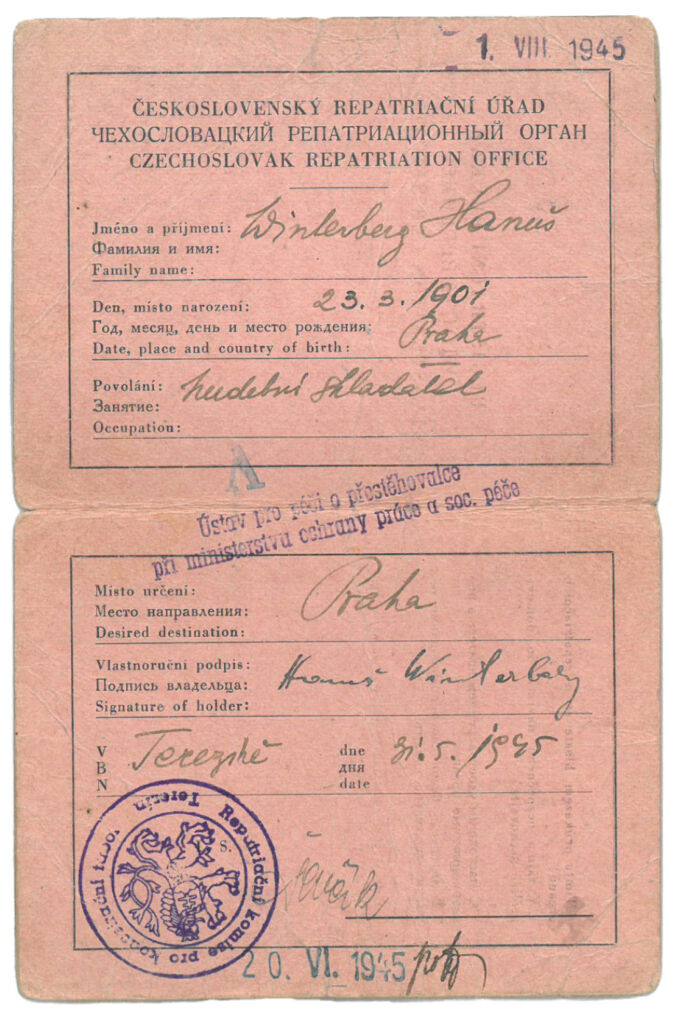 1. VIII. 1945
ČESKOSLOVENSKÝ REPATRIAČNÍ ÚŘAD
ЧЕХОСЛОВАЦКИЙ РЕПАТРИАЦИОННЫЙ ОРГАН
CZECHOSLOVAK REPATRIATION OFFICE
Jméno a příjmení: Winterberg Hanuš
Фамилия и имя:
Family name:
Den, místo narození: 23. 3. 1901
Год, месяц, день и место рождения: Praha
Date, place and country of birth:
Povolání: hudební skladatel
Занятие:
Occupation:
Ústav pro péči o přestěhovalce
při ministerstvu ochrany práce a soc. péče
Místo určení: Praha
Место направления:
Desired destination:
Vlastnoruční podpis: Hanuš Winterberg
Подпись владельца:
Signature of holder:
V Terezíně dne 31. 5. 1945
В дня
N date
Repatriační komise pro koncentrační tábor Terezín
S.
20. VI. 1945